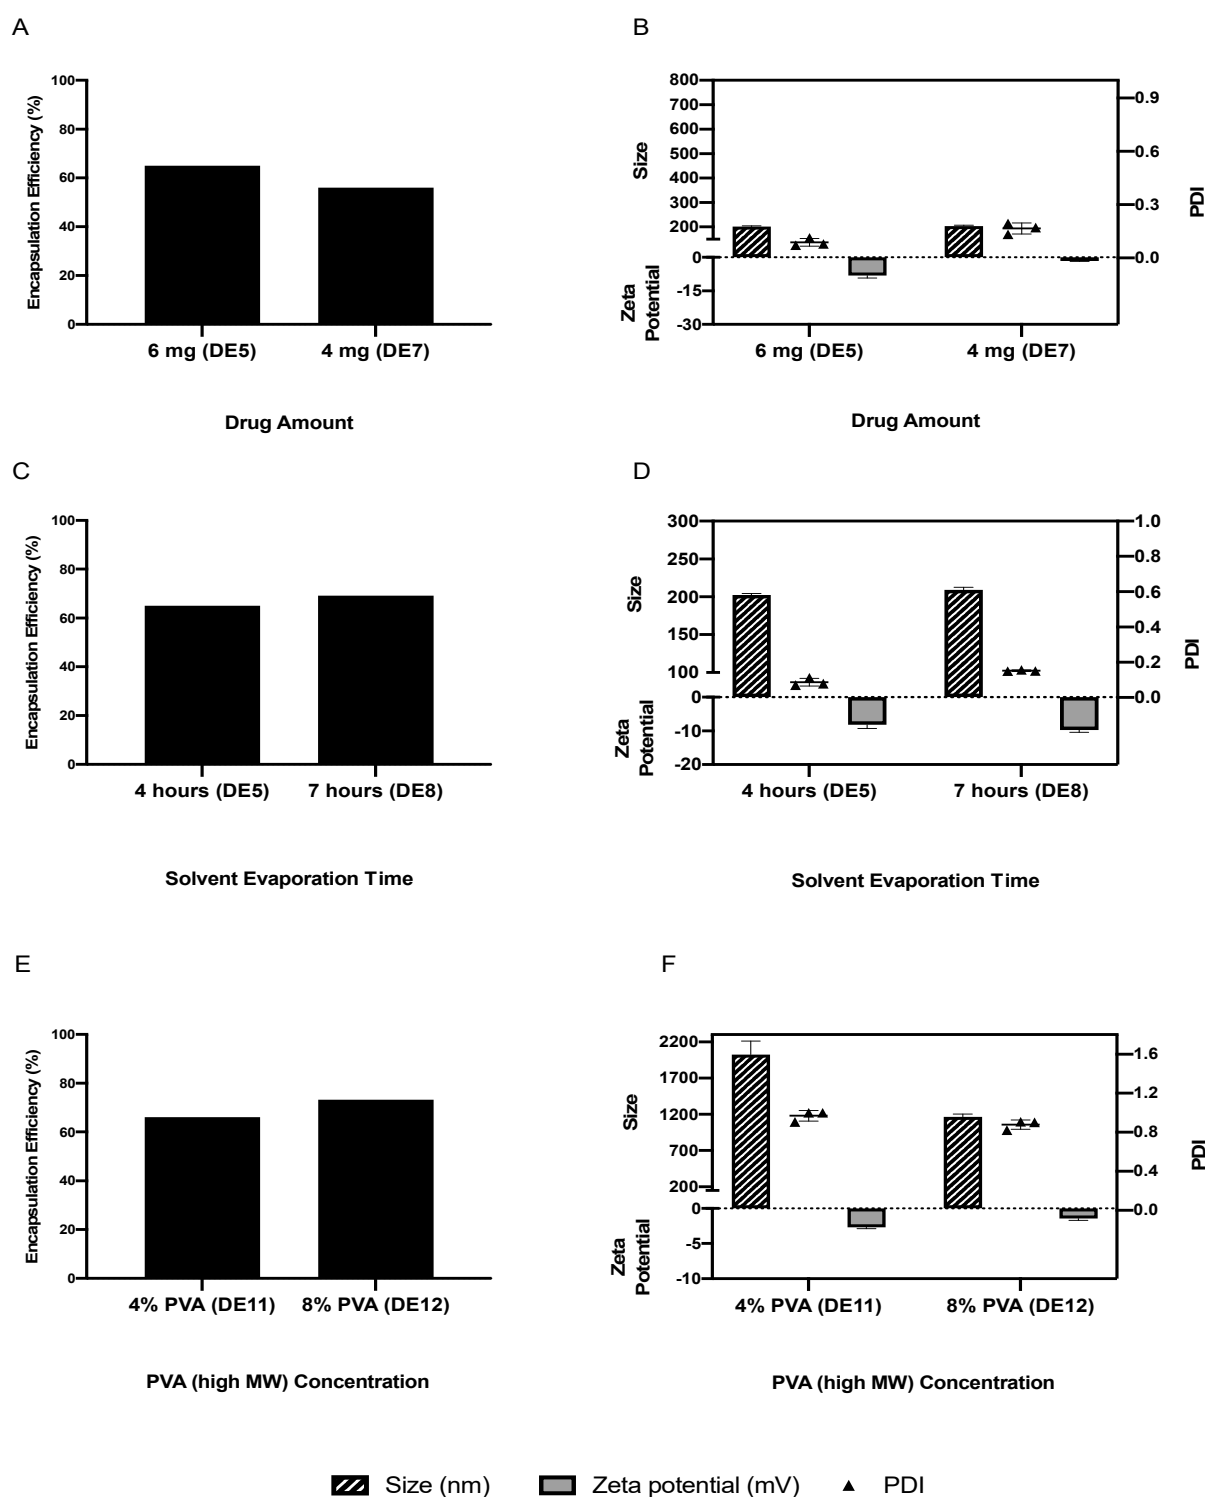 A
Encapsulation Efficiency (%)
100
80
60
40
20
0
6 mg (DE5) 4 mg (DE7)
Drug Amount
B
Size
Zeta
Potential
800
700
600
500
400
300
200
0
-15
-30
0.9
0.6
0.3
0.0
PDI
6 mg (DE5) 4 mg (DE7)
Drug Amount
C
Encapsulation Efficiency (%)
100
80
60
40
20
0
4 hours (DE5) 7 hours (DE8)
Solvent Evaporation Time
D
Size
Zeta
Potential
300
250
200
150
100
0
-10
-20
1.0
0.8
0.6
0.4
0.2
0.0
PDI
4 hours (DE5) 7 hours (DE8)
Solvent Evaporation Time
E
Encapsulation Efficiency (%)
100
80
60
40
20
0
4% PVA (DE11) 8% PVA (DE12)
PVA (high MW) Concentration
F
Size
Zeta
Potential
2200
1700
1200
700
200
0
-5
-10
1.6
1.2
0.8
0.4
0.0
PDI
4% PVA (DE11) 8% PVA (DE12)
PVA (high MW) Concentration
Size (nm) Zeta potential (mV) PDI